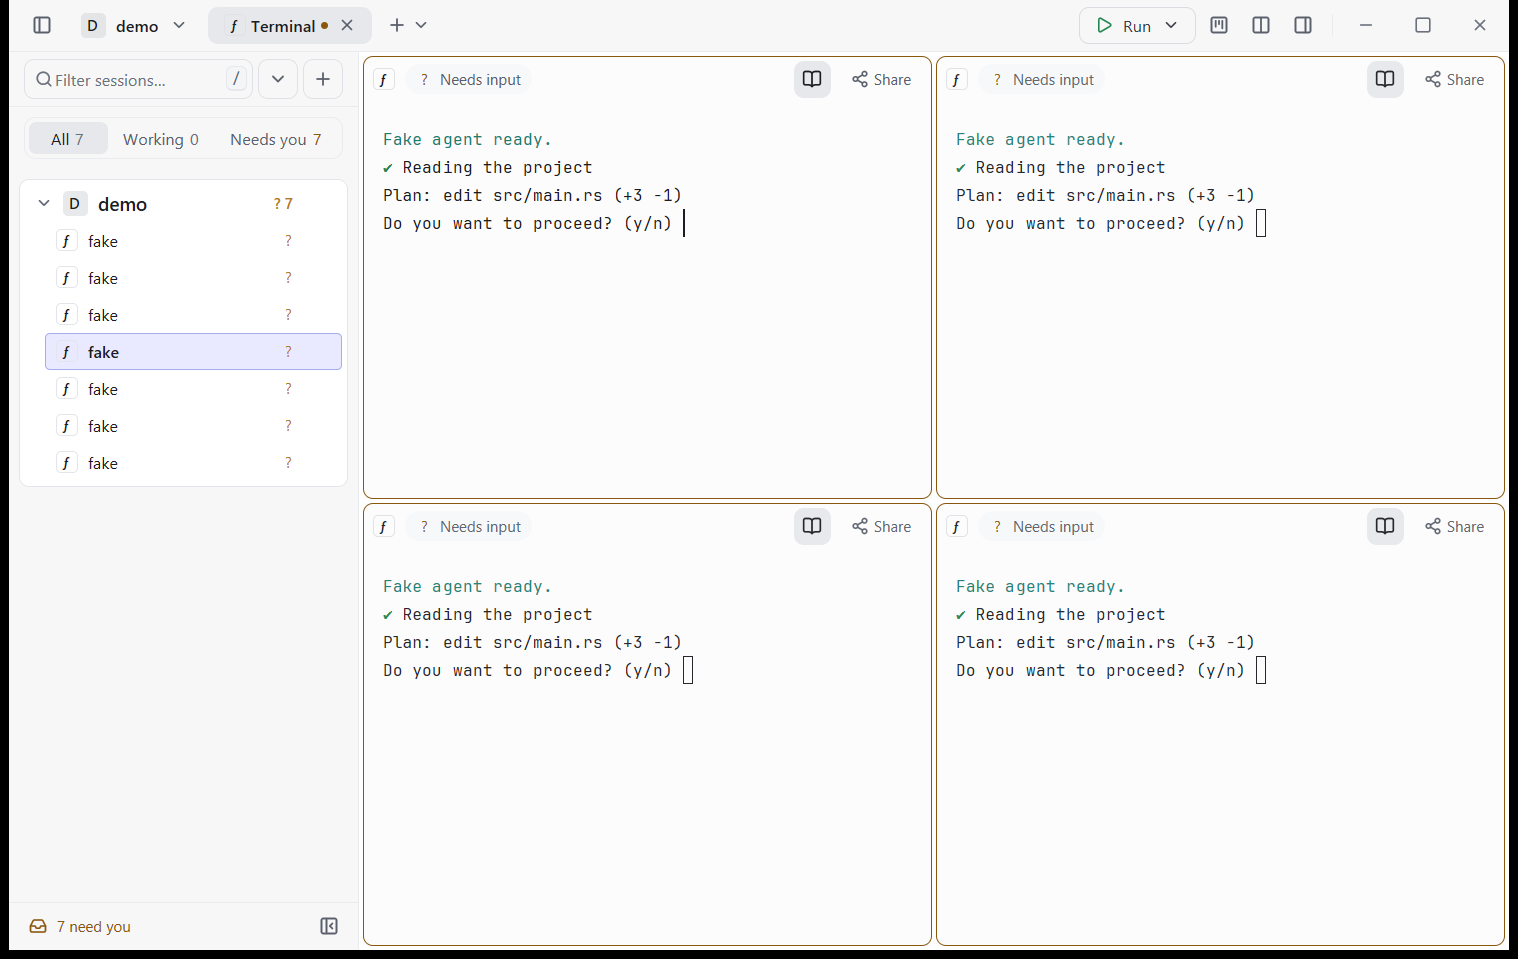 D demo
f Terminal
Run
Filter sessions... /
All 7 Working 0 Needs you 7
D demo ? 7
f fake ?
f fake ?
f fake ?
f fake ?
f fake ?
f fake ?
f fake ?
7 need you
f ? Needs input Share
Fake agent ready.
✔ Reading the project
Plan: edit src/main.rs (+3 -1)
Do you want to proceed? (y/n)
f ? Needs input Share
Fake agent ready.
✔ Reading the project
Plan: edit src/main.rs (+3 -1)
Do you want to proceed? (y/n)
f ? Needs input Share
Fake agent ready.
✔ Reading the project
Plan: edit src/main.rs (+3 -1)
Do you want to proceed? (y/n)
f ? Needs input Share
Fake agent ready.
✔ Reading the project
Plan: edit src/main.rs (+3 -1)
Do you want to proceed? (y/n)